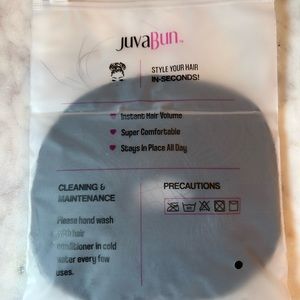 JuvaBun™
STYLE YOUR HAIR
IN-SECONDS!
Instant Hair Volume
Super Comfortable
Stays In Place All Day
CLEANING &
MAINTENANCE
PRECAUTIONS
Please hand wash
with hair
conditioner in cold
water every few
uses.